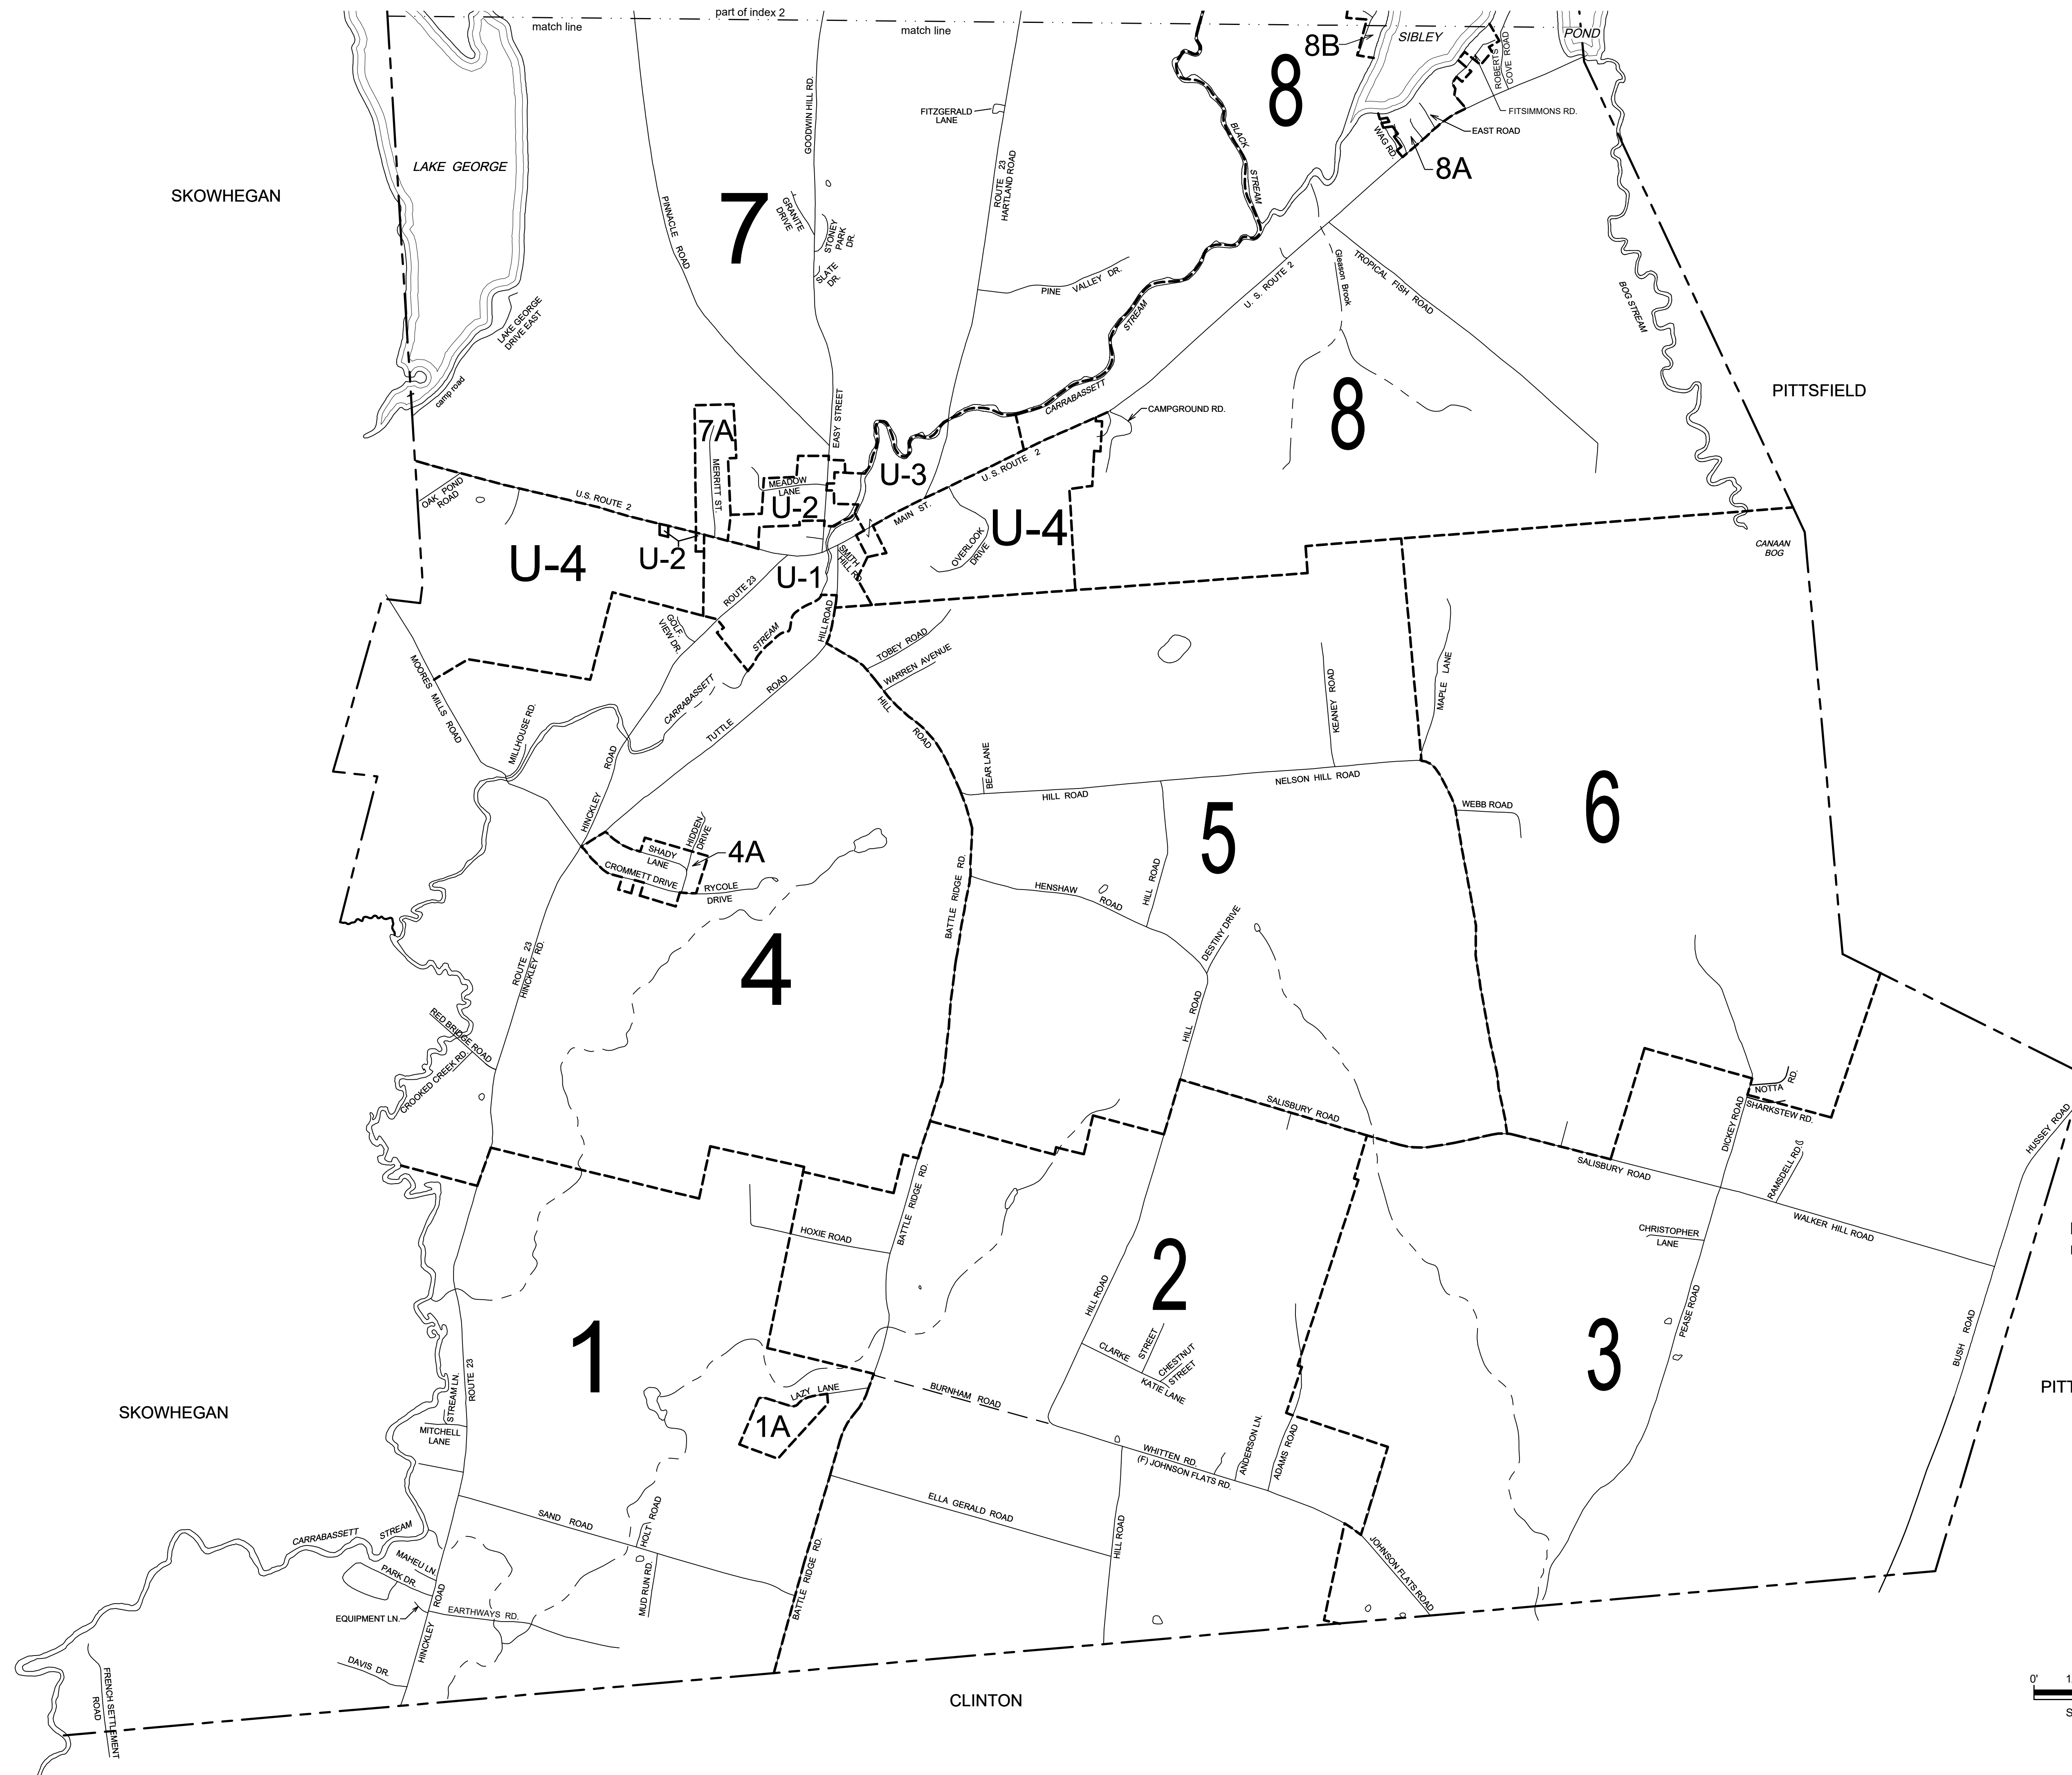 part of index 2
match line
match line
SIBLEY
POND
8B
8
ROBERTS
COVE ROAD
FITSIMMONS RD.
EAST ROAD
WAG RD.
8A
GOODWIN HILL RD.
FITZGERALD
LANE
BLACK
STREAM
LAKE GEORGE
SKOWHEGAN
7
PINNACLE ROAD
GRANITE
DRIVE
STONEY
PARK
DR.
SLATE
DR.
ROUTE 23
HARTLAND ROAD
PINE VALLEY DR.
STREAM
U. S. ROUTE 2
Gleason Brook
TROPICAL FISH ROAD
BOG STREAM
LAKE GEORGE
DRIVE EAST
camp road
PITTSFIELD
EASY STREET
CARRABASSETT
CAMPGROUND RD.
8
7A
MERRITT ST.
MEADOW
LANE
U-2
U-3
U. S. ROUTE 2
MAIN ST.
OAK POND
ROAD
U.S. ROUTE 2
U-4
U-2
U-1
SMITH
HILL RD.
OVERLOOK
DRIVE
U-4
CANAAN
BOG
ROUTE 23
GOLF
VIEW DR.
STREAM
HILL ROAD
TOBEY ROAD
WARREN AVENUE
MOORES MILLS ROAD
CARRABASSETT
TUTTLE
ROAD
HILL
ROAD
KEANEY ROAD
MAPLE LANE
MILLHOUSE RD.
HINCKLEY
ROAD
BEAR LANE
HILL ROAD
NELSON HILL ROAD
WEBB ROAD
6
5
HIDDEN
DRIVE
SHADY
LANE
4A
CROMMETT DRIVE
RYCOLE
DRIVE
BATTLE RIDGE RD.
HENSHAW
ROAD
HILL ROAD
DESTINY DRIVE
4
ROUTE 23
HINCKLEY RD.
RED BRIDGE ROAD
CROOKED CREEK RD.
HILL ROAD
SALISBURY ROAD
NOTTA RD.
SHARKSTEW RD.
DICKEY ROAD
HUSSEY ROAD
SALISBURY ROAD
RAMSDELL RD.
WALKER HILL ROAD
CHRISTOPHER
LANE
HOXIE ROAD
BATTLE RIDGE RD.
2
HILL ROAD
CLARKE
STREET
CHESTNUT
STREET
KATIE LANE
PEASE ROAD
BUSH ROAD
3
1
ROUTE 23
STREAM LN.
MITCHELL
LANE
LAZY LANE
1A
BURNHAM ROAD
WHITTEN RD.
(F) JOHNSON FLATS RD.
ANDERSON LN.
ADAMS ROAD
SKOWHEGAN
PITT
ELLA GERALD ROAD
HILL ROAD
JOHNSON FLATS ROAD
SAND ROAD
HOLT ROAD
MUD RUN RD.
BATTLE RIDGE RD.
CARRABASSETT STREAM
MAHEU LN.
PARK DR.
EQUIPMENT LN.
EARTHWAYS RD.
HINCKLEY ROAD
DAVIS DR.
FRENCH SETTLEMENT
ROAD
CLINTON
0'
1
S